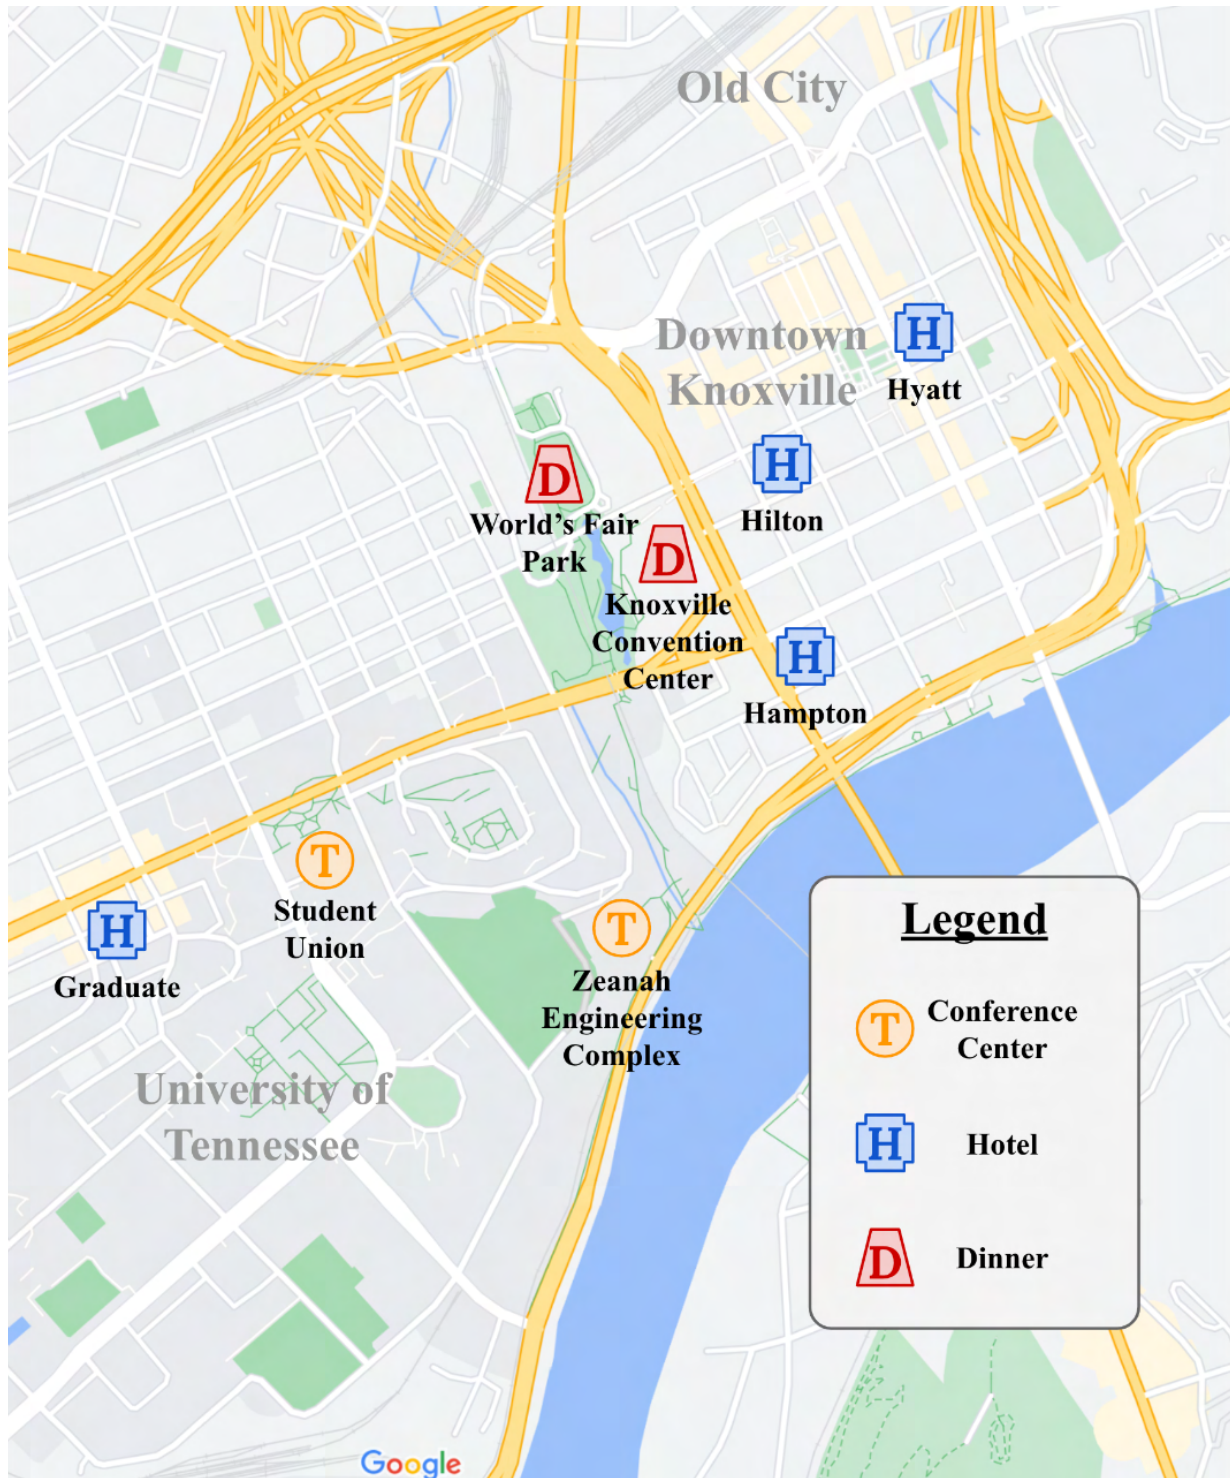 Old City
Downtown
Knoxville
H
Hyatt
H
Hilton
D
World's Fair
Park
D
Knoxville
Convention
Center
H
Hampton
T
Student
Union
H
Graduate
T
Zeanah
Engineering
Complex
University of
Tennessee
Legend
T
Conference
Center
H
Hotel
D
Dinner
Google